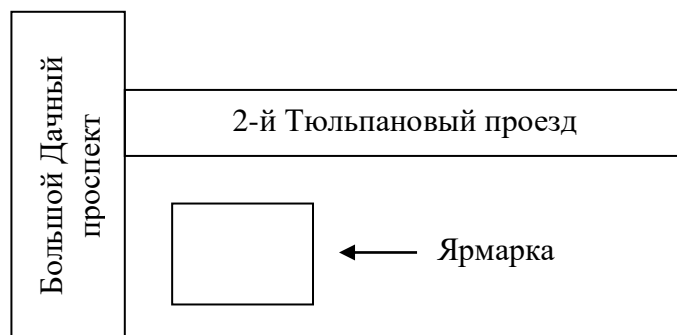 Большой Дачный
проспект
2-й Тюльпановый проезд
Ярмарка